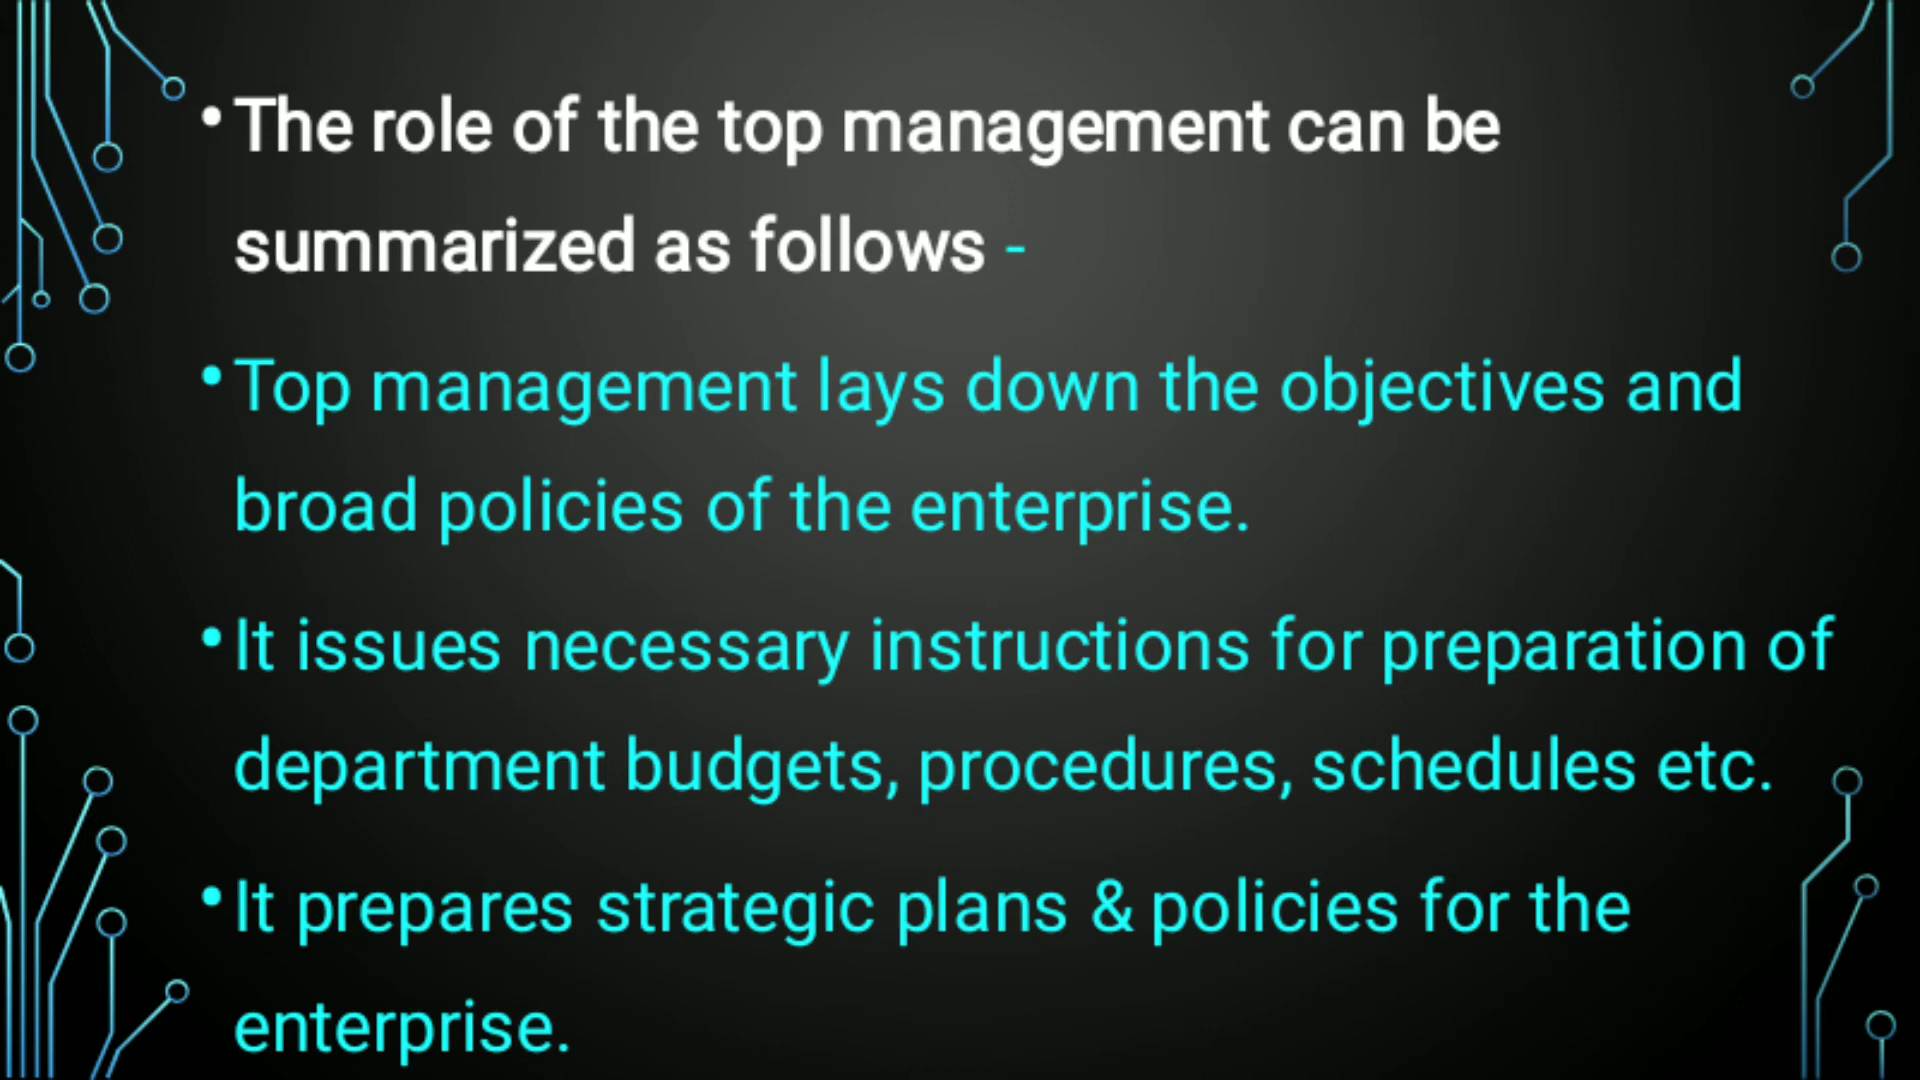 • The role of the top management can be
summarized as follows -
• Top management lays down the objectives and
broad policies of the enterprise.
• It issues necessary instructions for preparation of
department budgets, procedures, schedules etc.
• It prepares strategic plans & policies for the
enterprise.